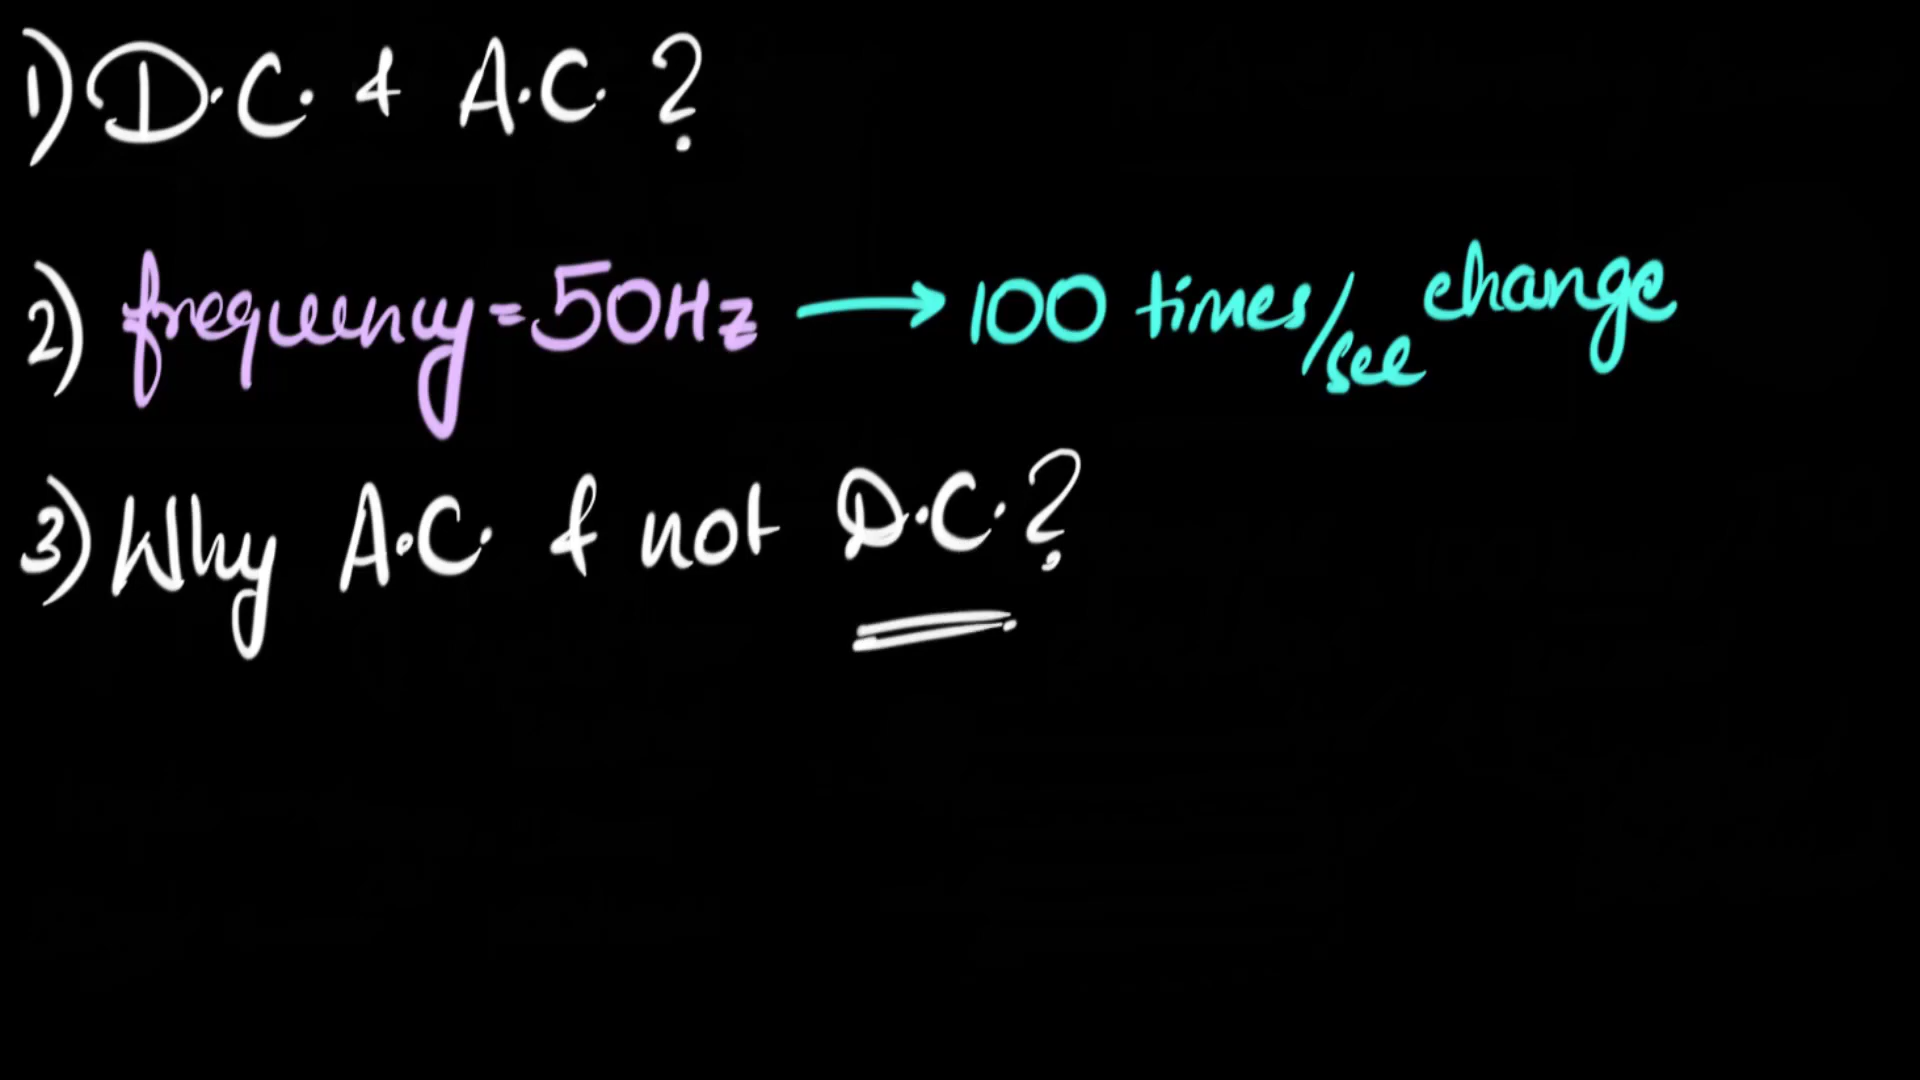 1) D.C. & A.C. ?
2) frequency = 50Hz → 100 times/sec change
3) Why A.C. & not D.C.?